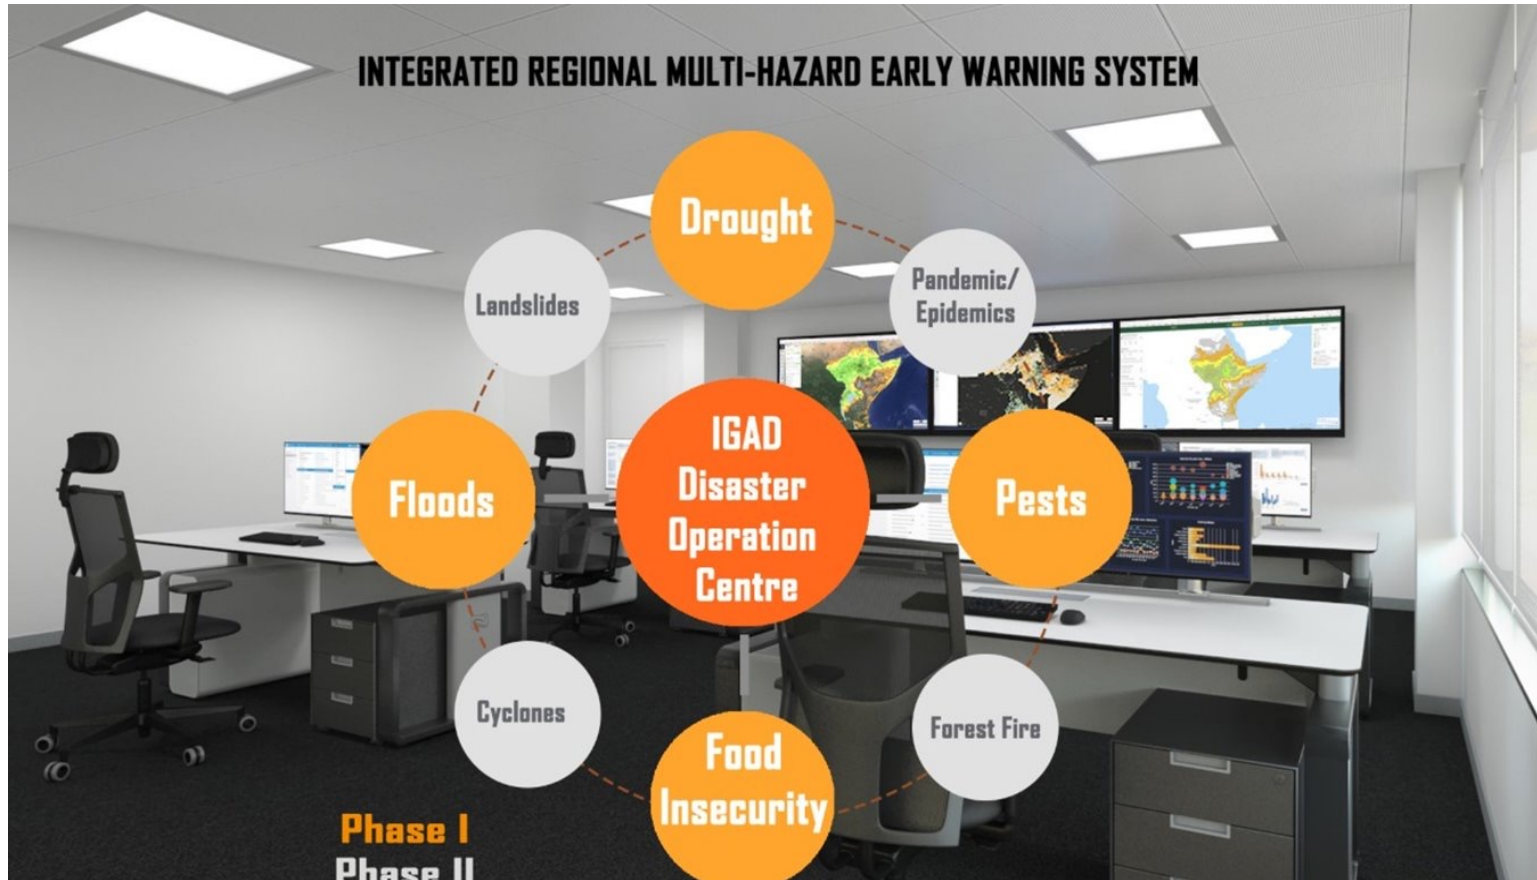 INTEGRATED REGIONAL MULTI-HAZARD EARLY WARNING SYSTEM
Drought
Landslides
Pandemic/
Epidemics
IGAD
Disaster
Operation
Centre
Floods
Pests
Cyclones
Forest Fire
Food
Insecurity
Phase I
Phase II